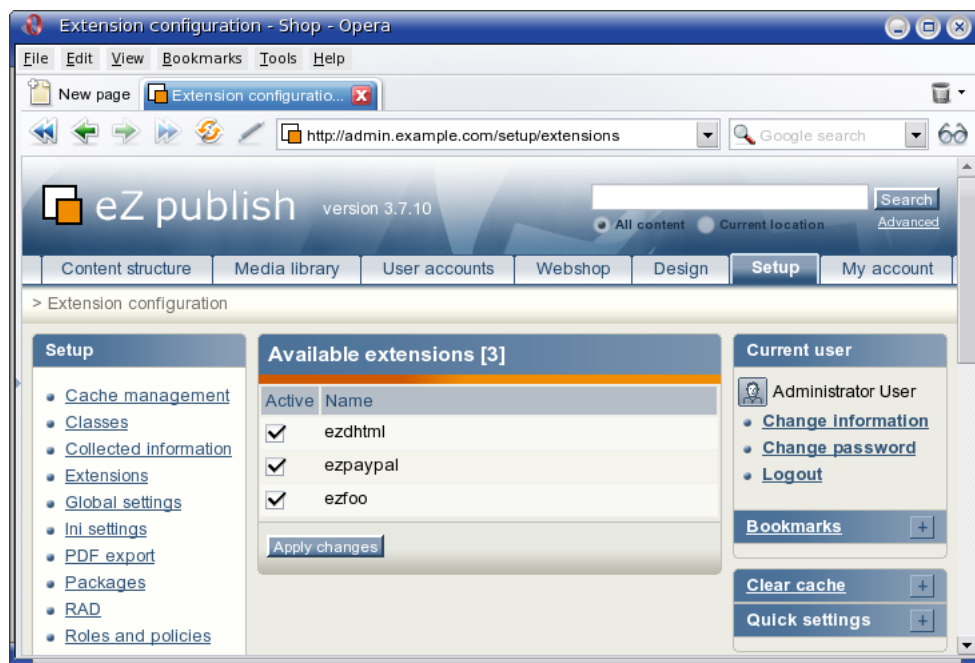 Extension configuration - Shop - Opera
File Edit View Bookmarks Tools Help
New page Extension configuratio...
http://admin.example.com/setup/extensions Google search
eZ publish version 3.7.10
Search
All content Current location Advanced
Content structure Media library User accounts Webshop Design Setup My account
> Extension configuration
Setup
Cache management
Classes
Collected information
Extensions
Global settings
Ini settings
PDF export
Packages
RAD
Roles and policies
Available extensions [3]
Active Name
ezdhtml
ezpaypal
ezfoo
Apply changes
Current user
Administrator User
Change information
Change password
Logout
Bookmarks +
Clear cache +
Quick settings +